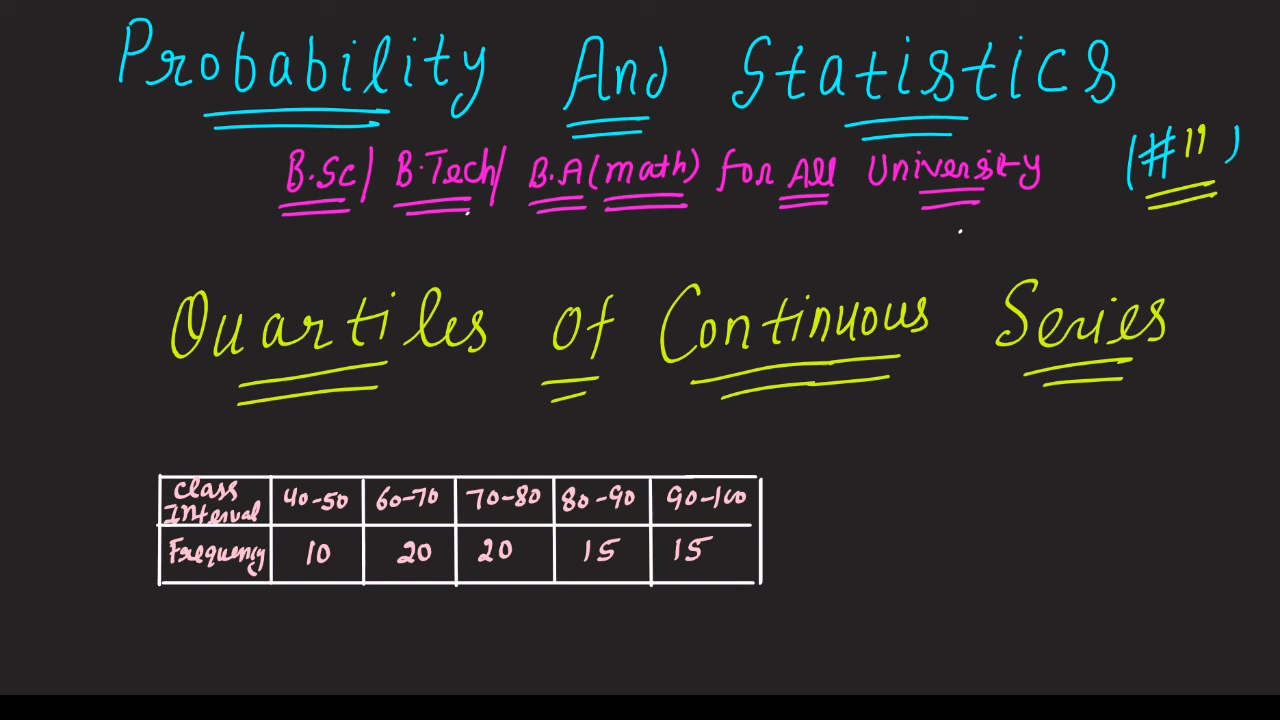 Probability And Statistics
B.Sc/ B.Tech/ B.A(math) for All University (#11)
Quartiles of Continuous Series
Class Interval 40-50 60-70 70-80 80-90 90-100
Frequency 10 20 20 15 15